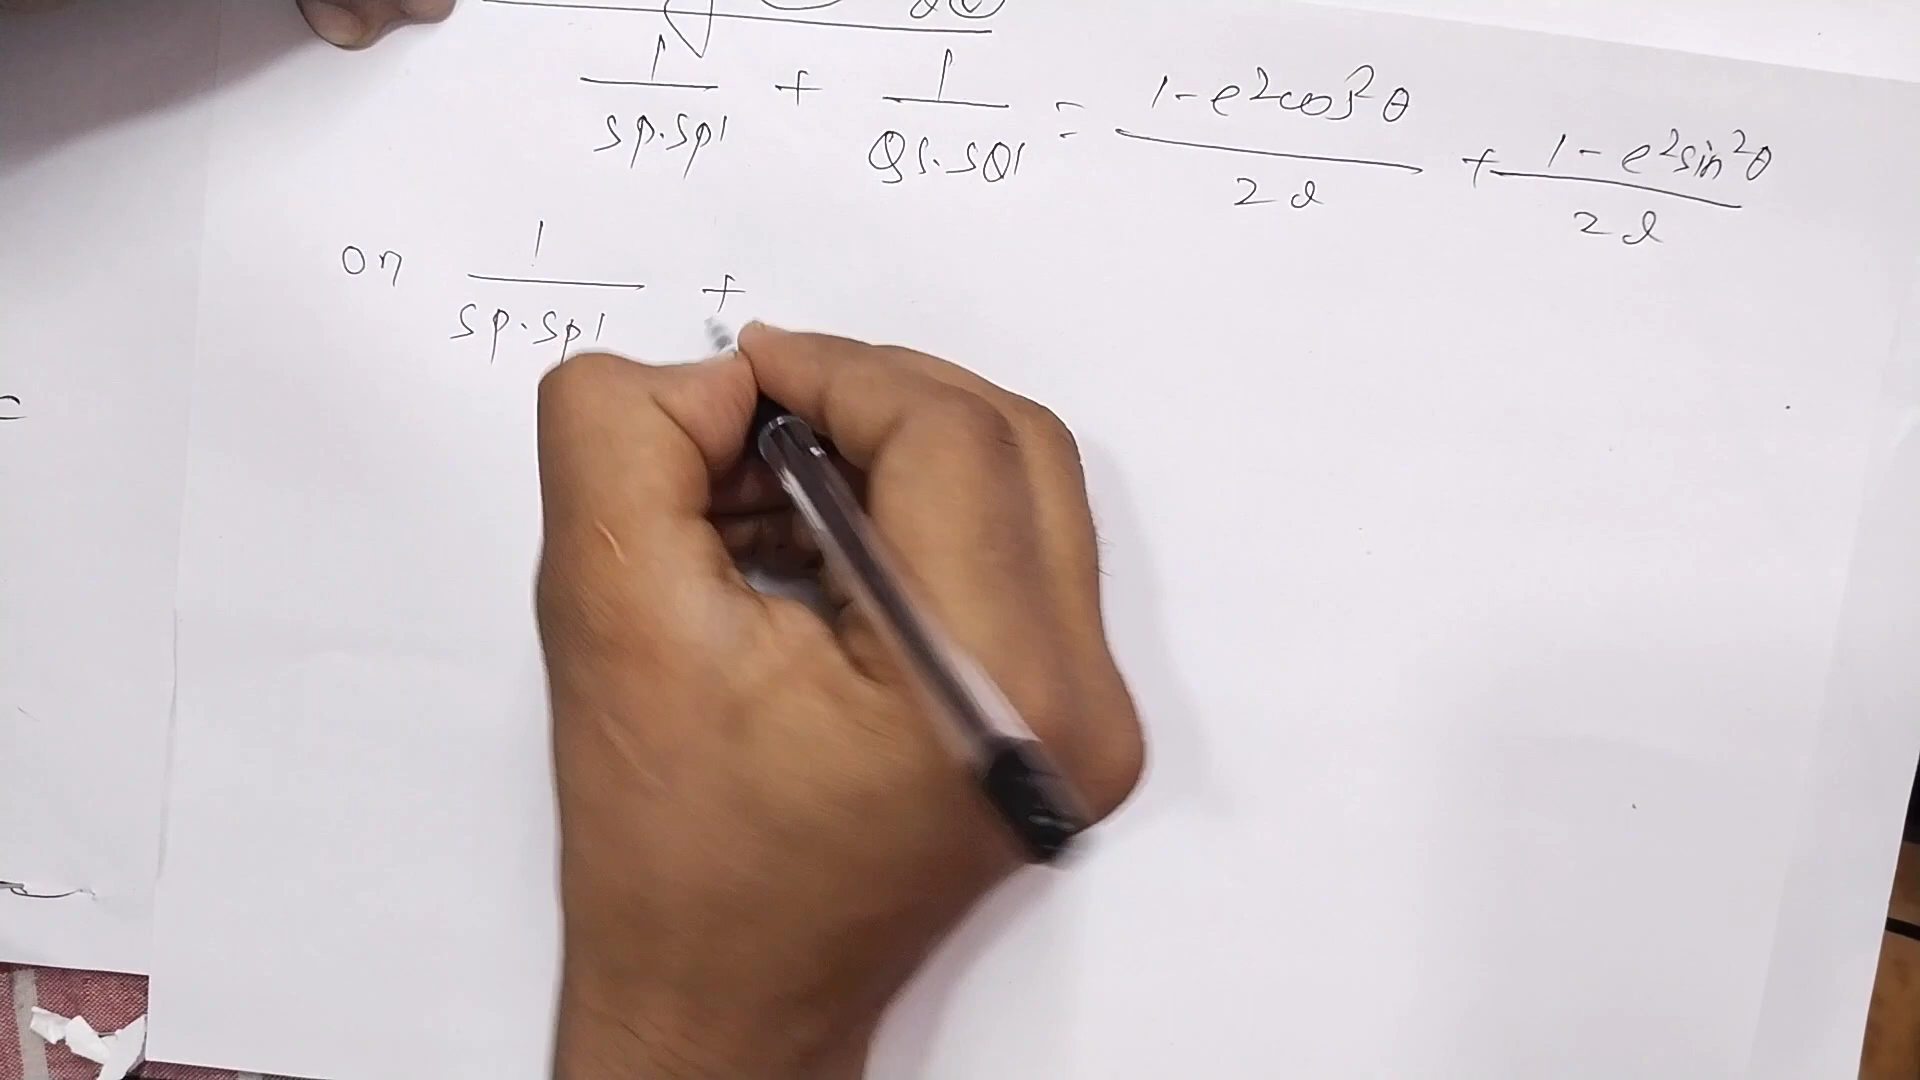 1/SP.SP' + 1/QS.SQ' = 1-e²cos²θ/2l + 1-e²sin²θ/2l
or 1/SP.SP' +